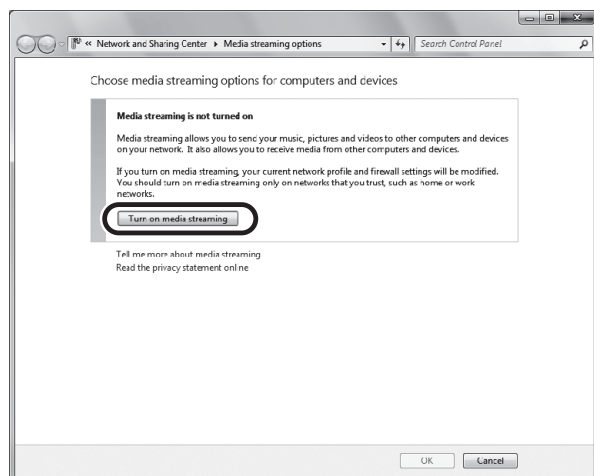 « Network and Sharing Center ▸ Media streaming options
Search Control Panel
Choose media streaming options for computers and devices
Media streaming is not turned on
Media streaming allows you to send your music, pictures and videos to other computers and devices
on your network. It also allows you to receive media from other computers and devices.
If you turn on media streaming, your current network profile and firewall settings will be modified.
You should turn on media streaming only on networks that you trust, such as home or work
networks.
Turn on media streaming
Tell me more about media streaming
Read the privacy statement online
OK
Cancel